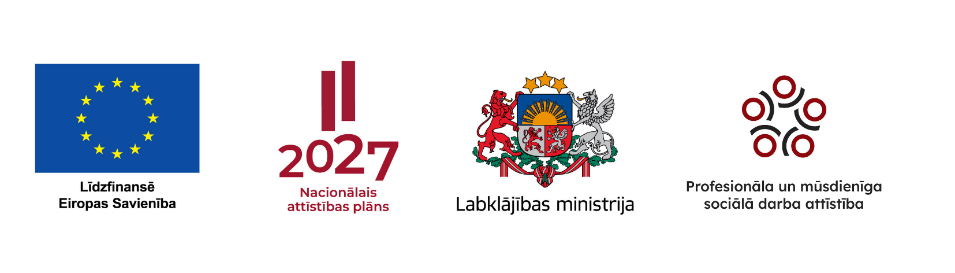 Līdzfinansē
Eiropas Savienība
2027
Nacionālais
attīstības plāns
Labklājības ministrija
Profesionāla un mūsdienīga
sociālā darba attīstība